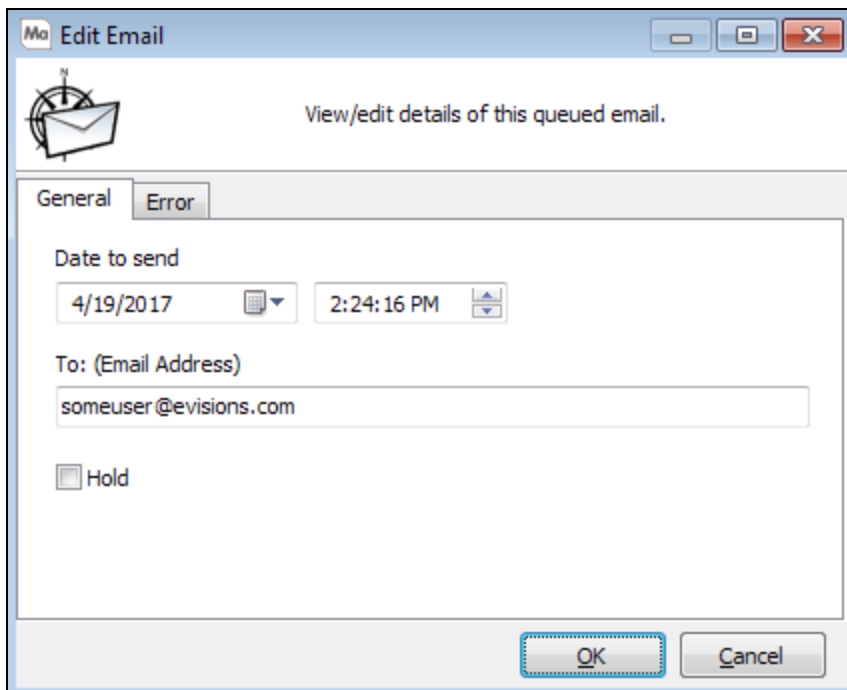 Ma Edit Email
N
View/edit details of this queued email.
General Error
Date to send
4/19/2017 2:24:16 PM
To: (Email Address)
someuser@evisions.com
Hold
OK Cancel